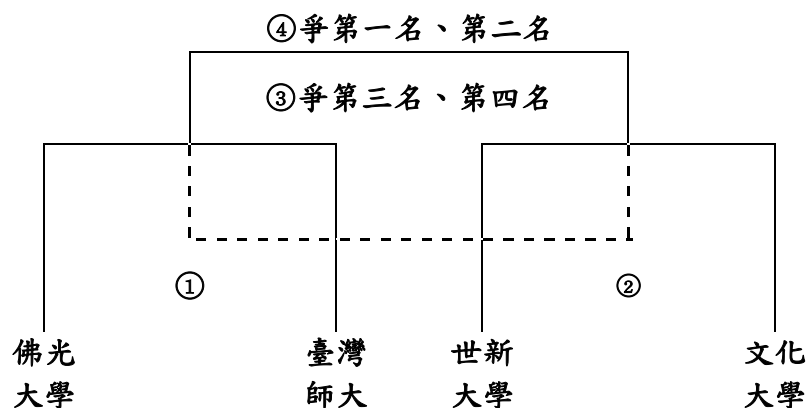 ④爭第一名、第二名
③爭第三名、第四名
①
②
佛光
大學
臺灣
師大
世新
大學
文化
大學